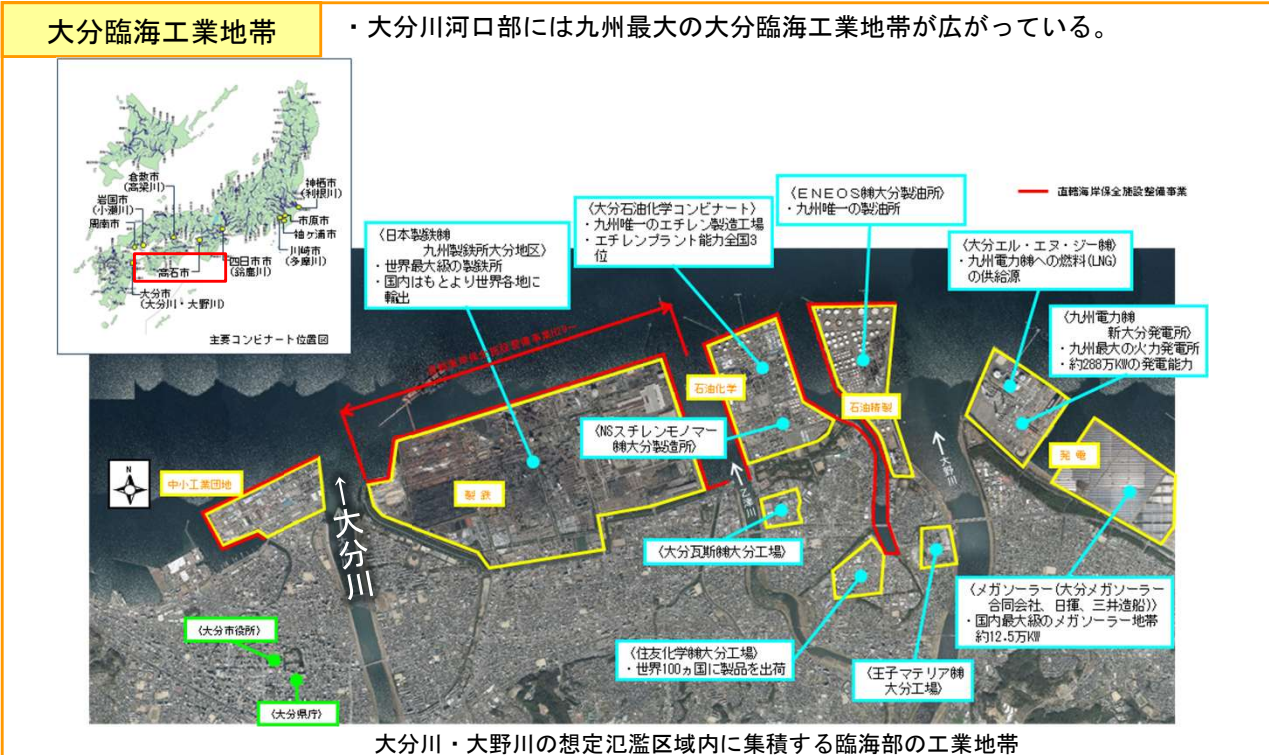 大分臨海工業地帯
・大分川河口部には九州最大の大分臨海工業地帯が広がっている。
倉敷市
(高梁川)
岩国市
(小瀬川)
周南市
神栖市
(利根川)
市原市
袖ヶ浦市
川崎市
(多摩川)
四日市市
(鈴鹿川)
高石市
大分市
(大分川・大野川)
主要コンビナート位置図
直轄海岸保全施設整備事業
〈日本製鉄㈱
九州製鉄所大分地区〉
・世界最大級の製鉄所
・国内はもとより世界各地に
輸出
〈大分石油化学コンビナート〉
・九州唯一のエチレン製造工場
・エチレンプラント能力全国3
位
〈ENEOS㈱大分製油所〉
・九州唯一の製油所
〈大分エル・エヌ・ジー㈱〉
・九州電力㈱への燃料(LNG)
の供給源
〈九州電力㈱
新大分発電所〉
・九州最大の火力発電所
・約288万KWの発電能力
石油化学
石油精製
〈NSスチレンモノマー
㈱大分製造所〉
発電
中小工業団地
製鉄
N
←大分川
乙津川
大野川
〈大分瓦斯㈱大分工場〉
〈メガソーラー(大分メガソーラー
合同会社、日揮、三井造船)〉
・国内最大級のメガソーラー地帯
約12.5万KW
〈大分市役所〉
〈住友化学㈱大分工場〉
・世界100ヵ国に製品を出荷
〈王子マテリア㈱
大分工場〉
〈大分県庁〉
大分川・大野川の想定氾濫区域内に集積する臨海部の工業地帯